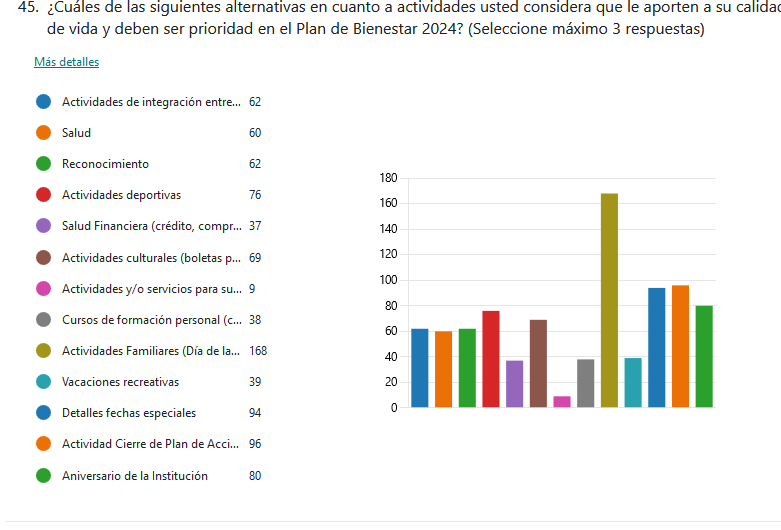 45. ¿Cuáles de las siguientes alternativas en cuanto a actividades usted considera que le aporten a su calidad
de vida y deben ser prioridad en el Plan de Bienestar 2024? (Seleccione máximo 3 respuestas)
Más detalles
Actividades de integración entre... 62
Salud 60
Reconocimiento 62
Actividades deportivas 76
Salud Financiera (crédito, compr... 37
Actividades culturales (boletas p... 69
Actividades y/o servicios para su... 9
Cursos de formación personal (c... 38
Actividades Familiares (Día de la... 168
Vacaciones recreativas 39
Detalles fechas especiales 94
Actividad Cierre de Plan de Acci... 96
Aniversario de la Institución 80
180
160
140
120
100
80
60
40
20
0